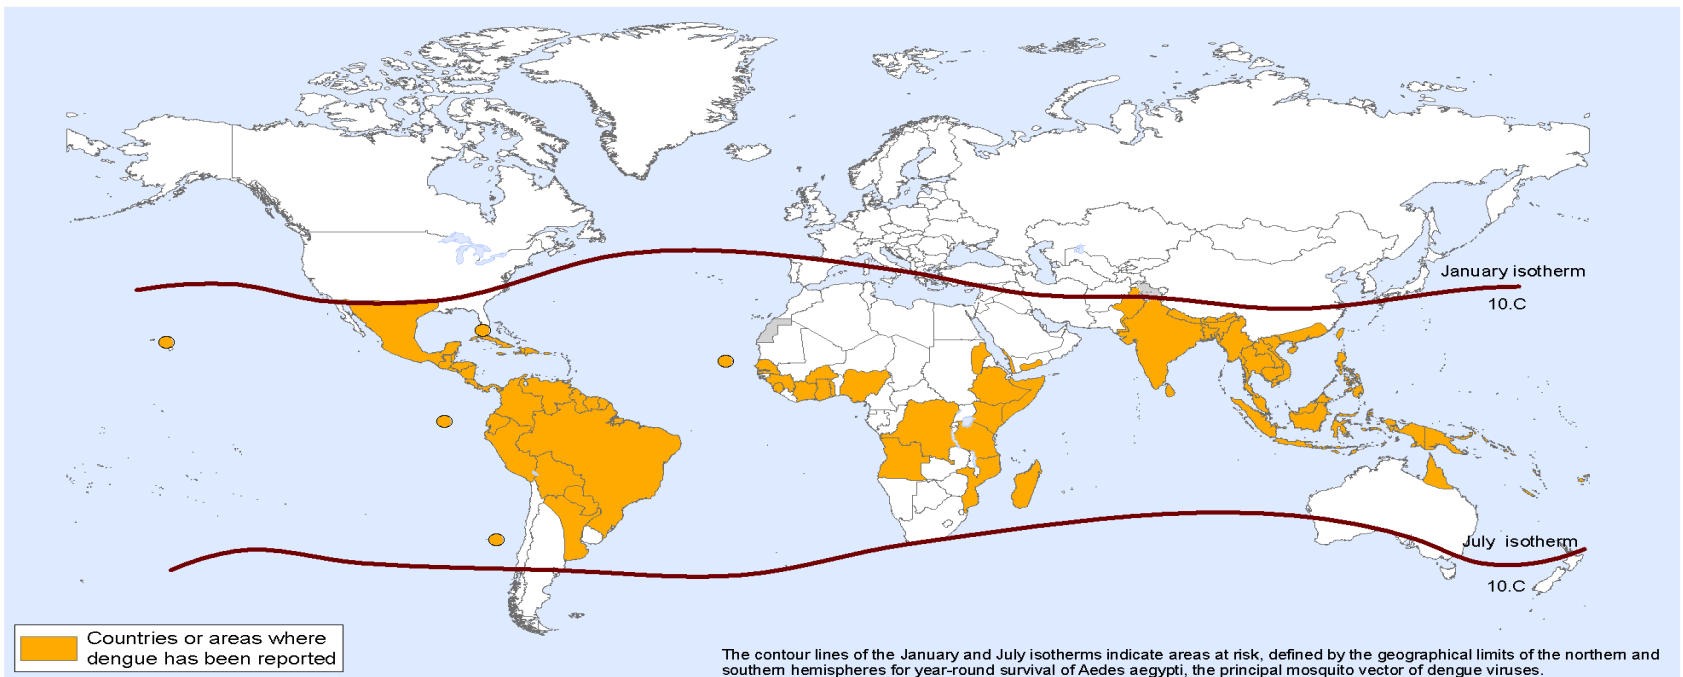 January isotherm
10.C
July isotherm
10.C
Countries or areas where
dengue has been reported
The contour lines of the January and July isotherms indicate areas at risk, defined by the geographical limits of the northern and
southern hemispheres for year-round survival of Aedes aegypti, the principal mosquito vector of dengue viruses.